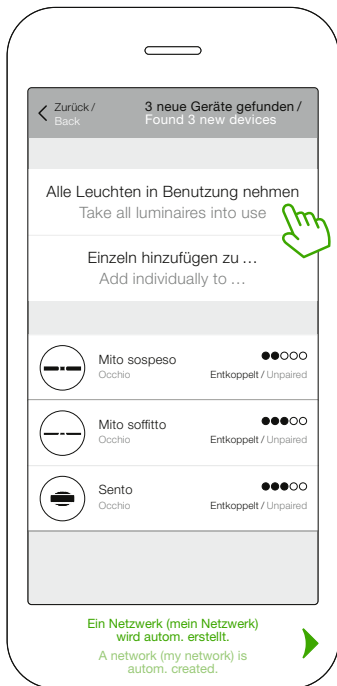 Zurück /
Back
3 neue Geräte gefunden /
Found 3 new devices
Alle Leuchten in Benutzung nehmen
Take all luminaires into use
Einzeln hinzufügen zu ...
Add individually to ...
Mito sospeso
Occhio
Entkoppelt / Unpaired
Mito soffitto
Occhio
Entkoppelt / Unpaired
Sento
Occhio
Entkoppelt / Unpaired
Ein Netzwerk (mein Netzwerk)
wird autom. erstellt.
A network (my network) is
autom. created.